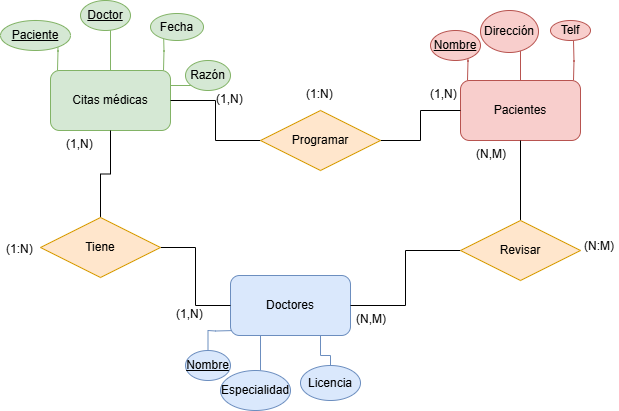 Paciente
Doctor
Fecha
Razón
Citas médicas
(1,N)
(1,N)
(1:N)
Programar
(1,N)
Nombre
Dirección
Telf
Pacientes
(N,M)
(1:N)
Tiene
Revisar
(N:M)
(1,N)
Doctores
(N,M)
Nombre
Especialidad
Licencia